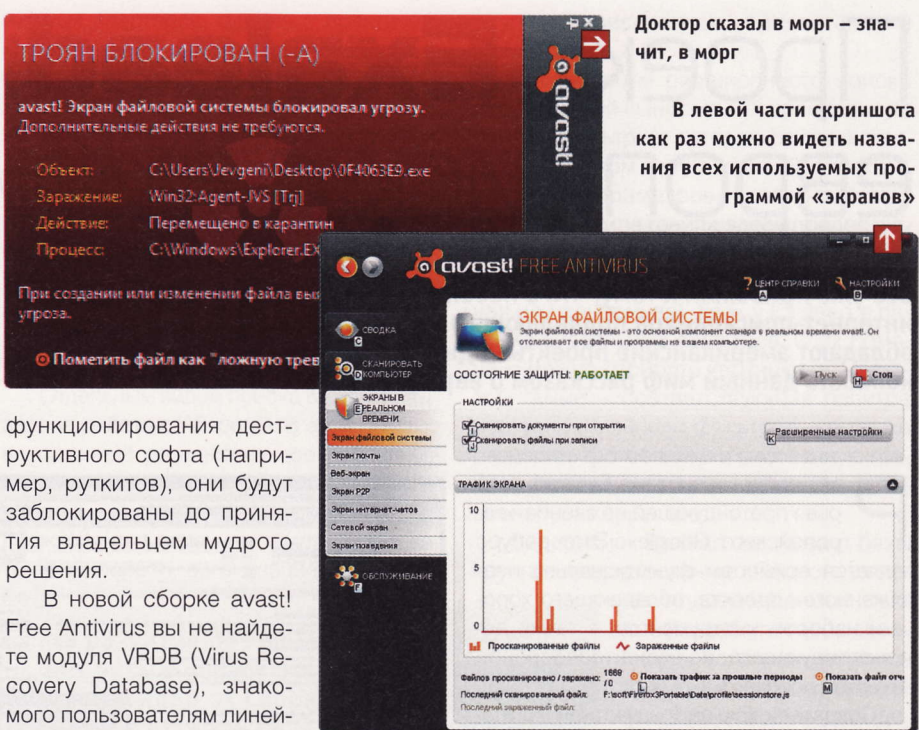 ТРОЯН БЛОКИРОВАН (-А)
avast! Экран файловой системы блокировал угрозу.
Дополнительные действия не требуются.
Объект: C:\Users\Jevgeni\Desktop\0F4063E9.exe
Заражение: Win32:Agent-JVS [Trj]
Действие: Перемещено в карантин
Процесс: C:\Windows\Explorer.EX
При создании или изменении файла вы
угроза.
Пометить файл как "ложную трев
avast!
Доктор сказал в морг – зна-
чит, в морг
В левой части скриншота
как раз можно видеть назва-
ния всех используемых про-
граммой «экранов»
avast! FREE ANTIVIRUS
ЦЕНТР СПРАВКИ
A
НАСТРОЙКИ
B
СВОДКА
C
СКАНИРОВАТЬ
D КОМПЬЮТЕР
ЭКРАНЫ В
E РЕАЛЬНОМ
ВРЕМЕНИ
Экран файловой системы
Экран почты
Веб-экран
Экран P2P
Экран интернет-чатов
Сетевой экран
Экран поведения
ОБСЛУЖИВАНИЕ
F
ЭКРАН ФАЙЛОВОЙ СИСТЕМЫ
Экран файловой системы - это основной компонент сканера в реальном времени avast!. Он
отслеживает все файлы и программы на вашем компьютере.
СОСТОЯНИЕ ЗАЩИТЫ: РАБОТАЕТ
Пуск
Стоп
H
НАСТРОЙКИ
Сканировать документы при открытии
I
Сканировать файлы при записи
J
Расширенные настройки
K
ТРАФИК ЭКРАНА
10
5
0
Просканированные файлы
Зараженные файлы
Файлов просканировано / заражено: 1669
/ 0
Показать трафик за прошлые периоды
L
Показать файл отче
M
Последний сканированный файл: F:\soft\Firefox3Portable\Data\profile\sessionstore.js
Последний зараженный файл:
функционирования дест-
руктивного софта (напри-
мер, руткитов), они будут
заблокированы до приня-
тия владельцем мудрого
решения.
В новой сборке avast!
Free Antivirus вы не найде-
те модуля VRDB (Virus Re-
covery Database), знако-
мого пользователям линей-